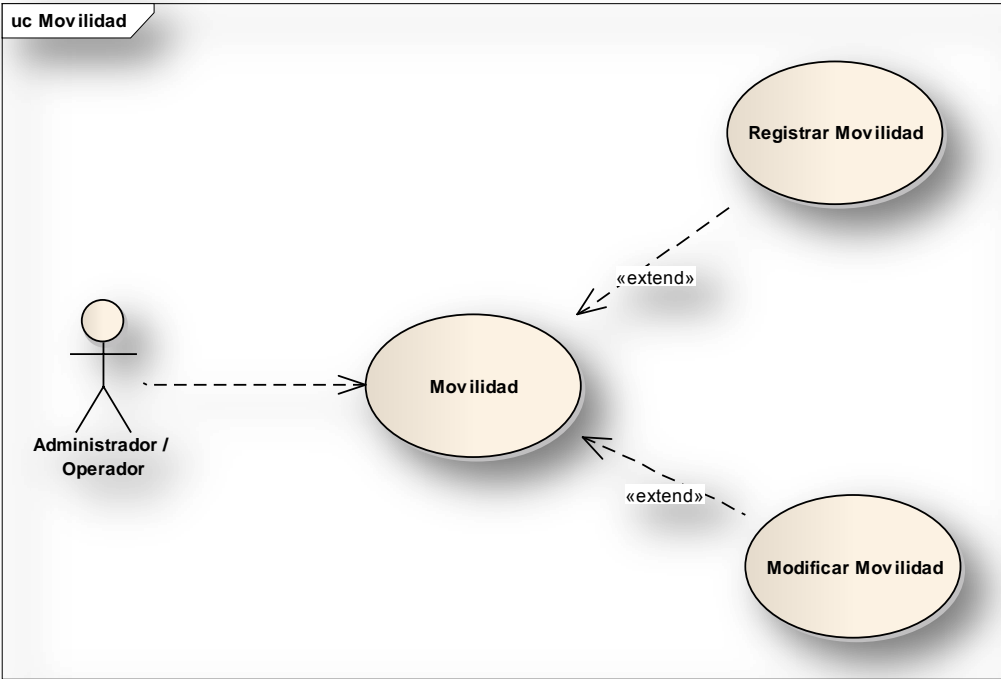 uc Movilidad
Registrar Movilidad
«extend»
Movilidad
Administrador /
Operador
«extend»
Modificar Movilidad